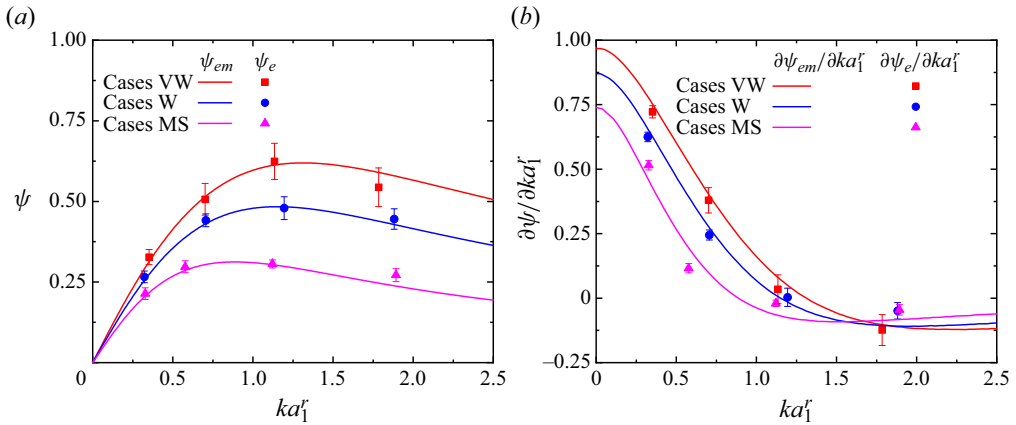 (a)
1.00
0.75
0.50
0.25
ψ
ψem ψe
Cases VW
Cases W
Cases MS
0 0.5 1.0 1.5 2.0 2.5
ka₁ʳ
(b)
1.00
0.75
0.50
0.25
0
−0.25
∂ψ/∂ka₁ʳ
∂ψem/∂ka₁ʳ ∂ψe/∂ka₁ʳ
Cases VW
Cases W
Cases MS
0 0.5 1.0 1.5 2.0 2.5
ka₁ʳ